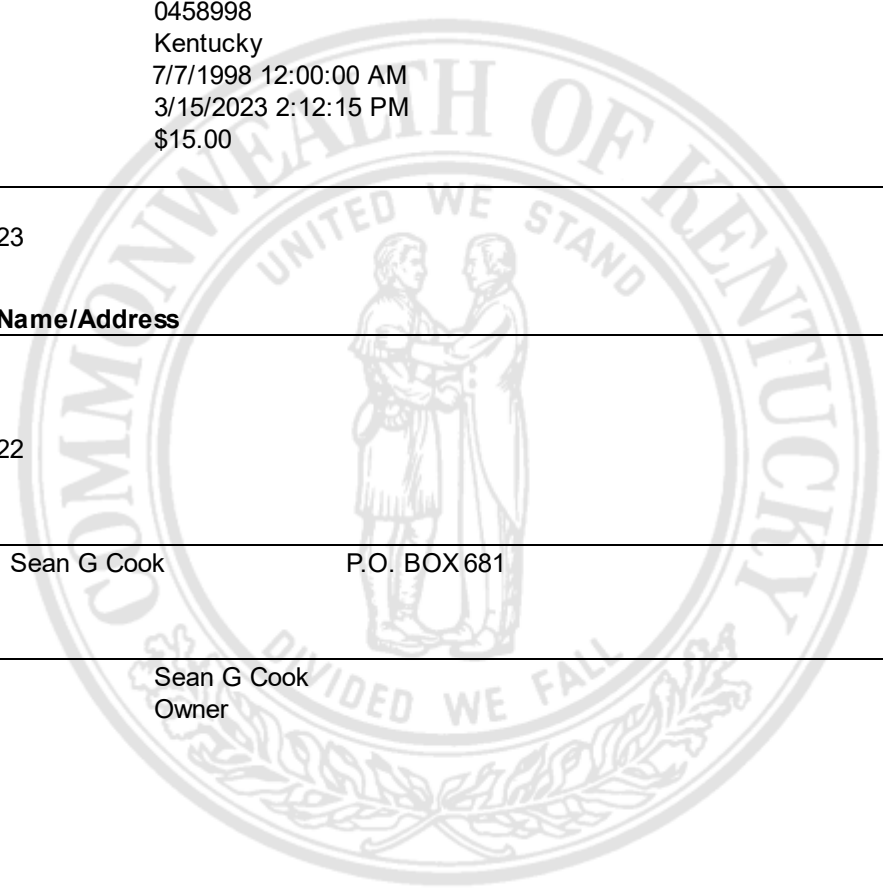 0458998
Kentucky
7/7/1998 12:00:00 AM
3/15/2023 2:12:15 PM
$15.00
COMMONWEALTH OF KENTUCKY
UNITED WE STAND
23
Name/Address
22
Sean G Cook P.O. BOX 681
DIVIDED WE FALL
Sean G Cook
Owner